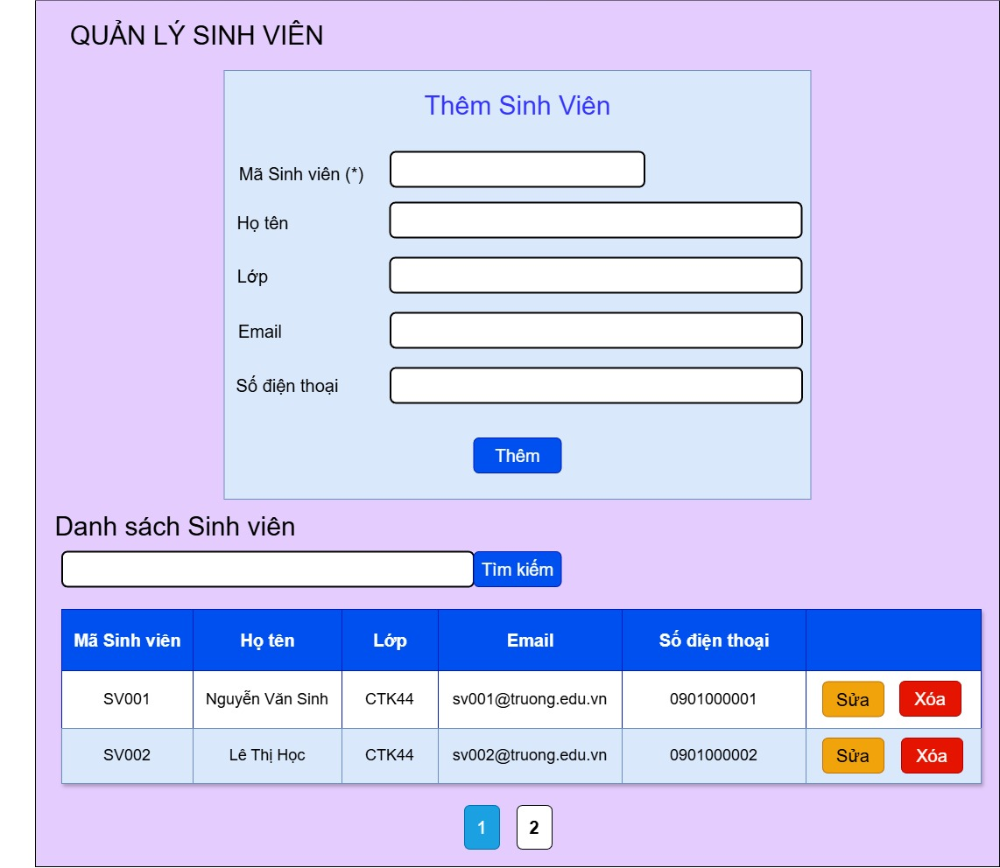 QUẢN LÝ SINH VIÊN
Thêm Sinh Viên
Mã Sinh viên (*)
Họ tên
Lớp
Email
Số điện thoại
Thêm
Danh sách Sinh viên
Tìm kiếm
Mã Sinh viên Họ tên Lớp Email Số điện thoại
SV001 Nguyễn Văn Sinh CTK44 sv001@truong.edu.vn 0901000001 Sửa Xóa
SV002 Lê Thị Học CTK44 sv002@truong.edu.vn 0901000002 Sửa Xóa
1 2